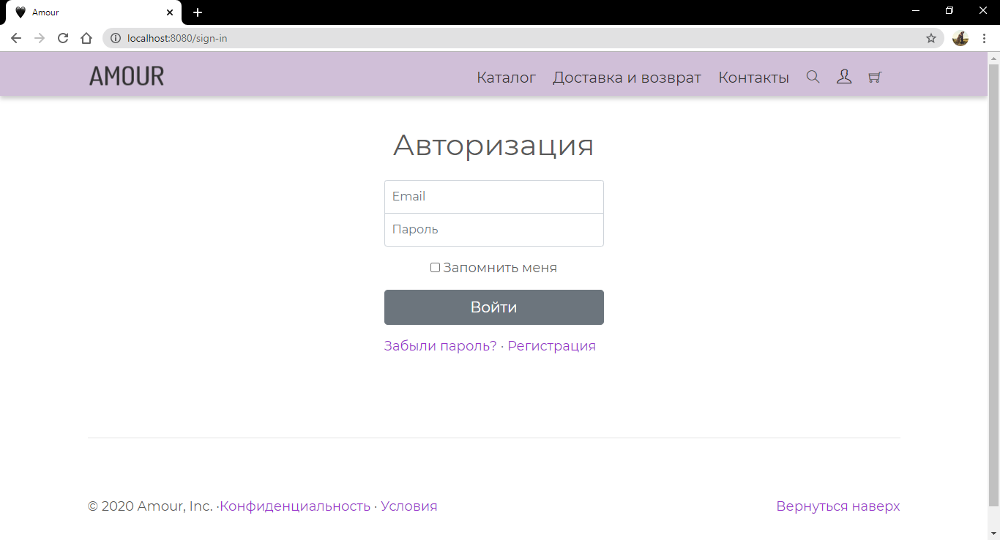 Amour
localhost:8080/sign-in
AMOUR Каталог Доставка и возврат Контакты
Авторизация
Email
Пароль
Запомнить меня
Войти
Забыли пароль? · Регистрация
© 2020 Amour, Inc. ·Конфиденциальность · Условия Вернуться наверх